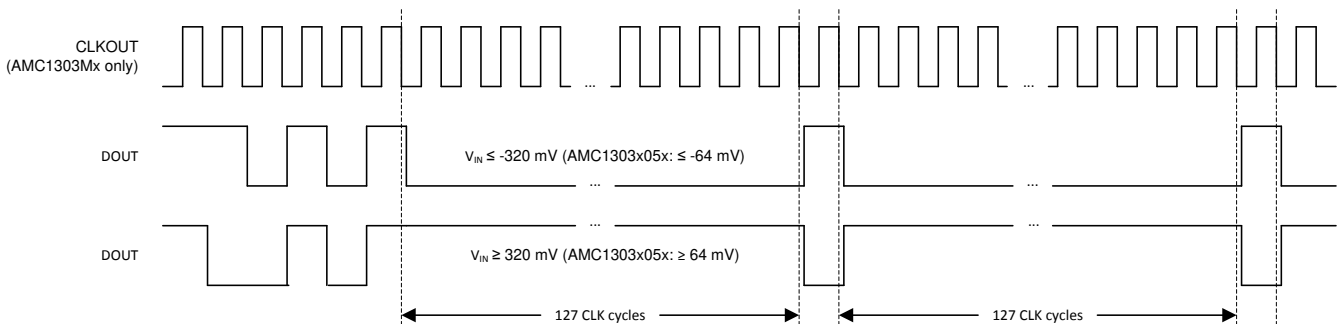 CLKOUT
(AMC1303Mx only)
... ...
DOUT
VIN ≤ -320 mV (AMC1303x05x: ≤ -64 mV)
... ...
DOUT
... ...
VIN ≥ 320 mV (AMC1303x05x: ≥ 64 mV)
127 CLK cycles 127 CLK cycles